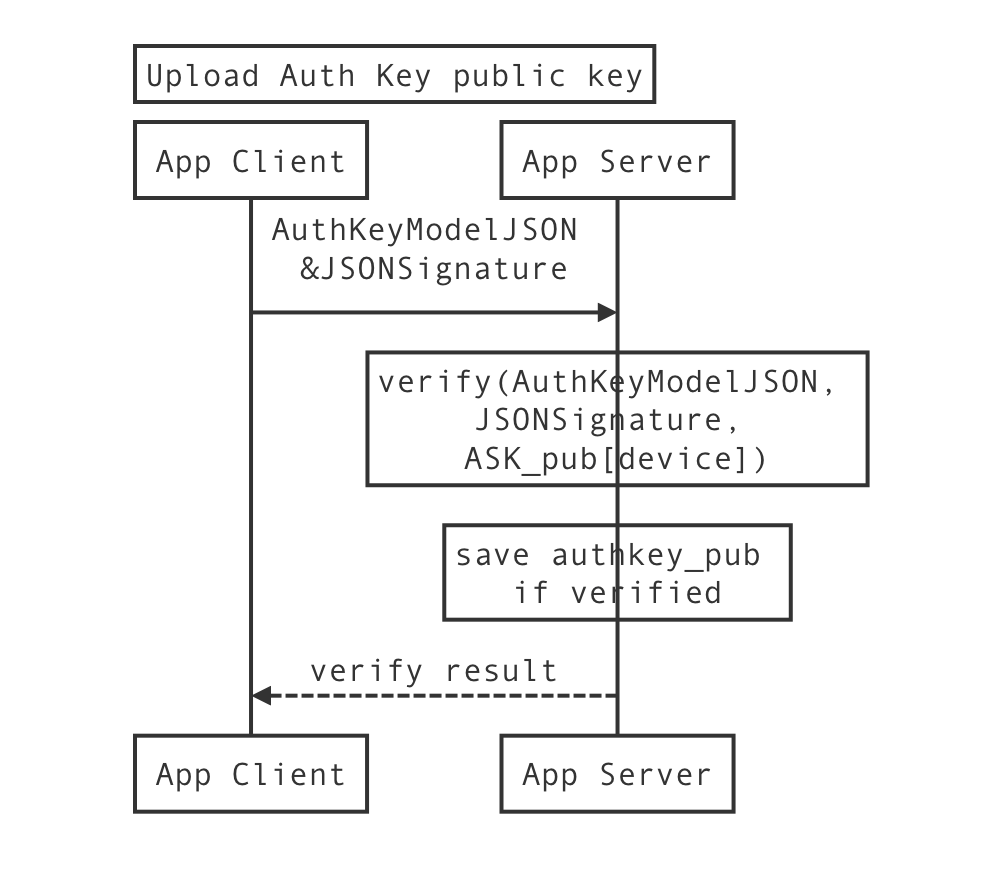 Upload Auth Key public key
App Client
App Server
AuthKeyModelJSON
&JSONSignature
verify(AuthKeyModelJSON,
JSONSignature,
ASK_pub[device])
save authkey_pub
if verified
verify result
App Client
App Server